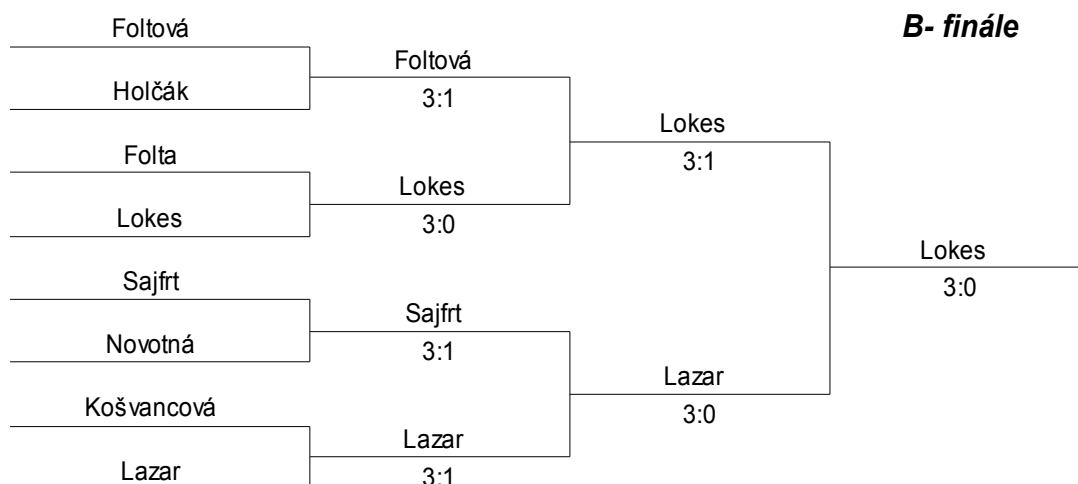 B- finále
Foltová
Holčák
Folta
Lokes
Sajfrt
Novotná
Košvancová
Lazar
Foltová
3:1
Lokes
3:0
Sajfrt
3:1
Lazar
3:1
Lokes
3:1
Lazar
3:0
Lokes
3:0